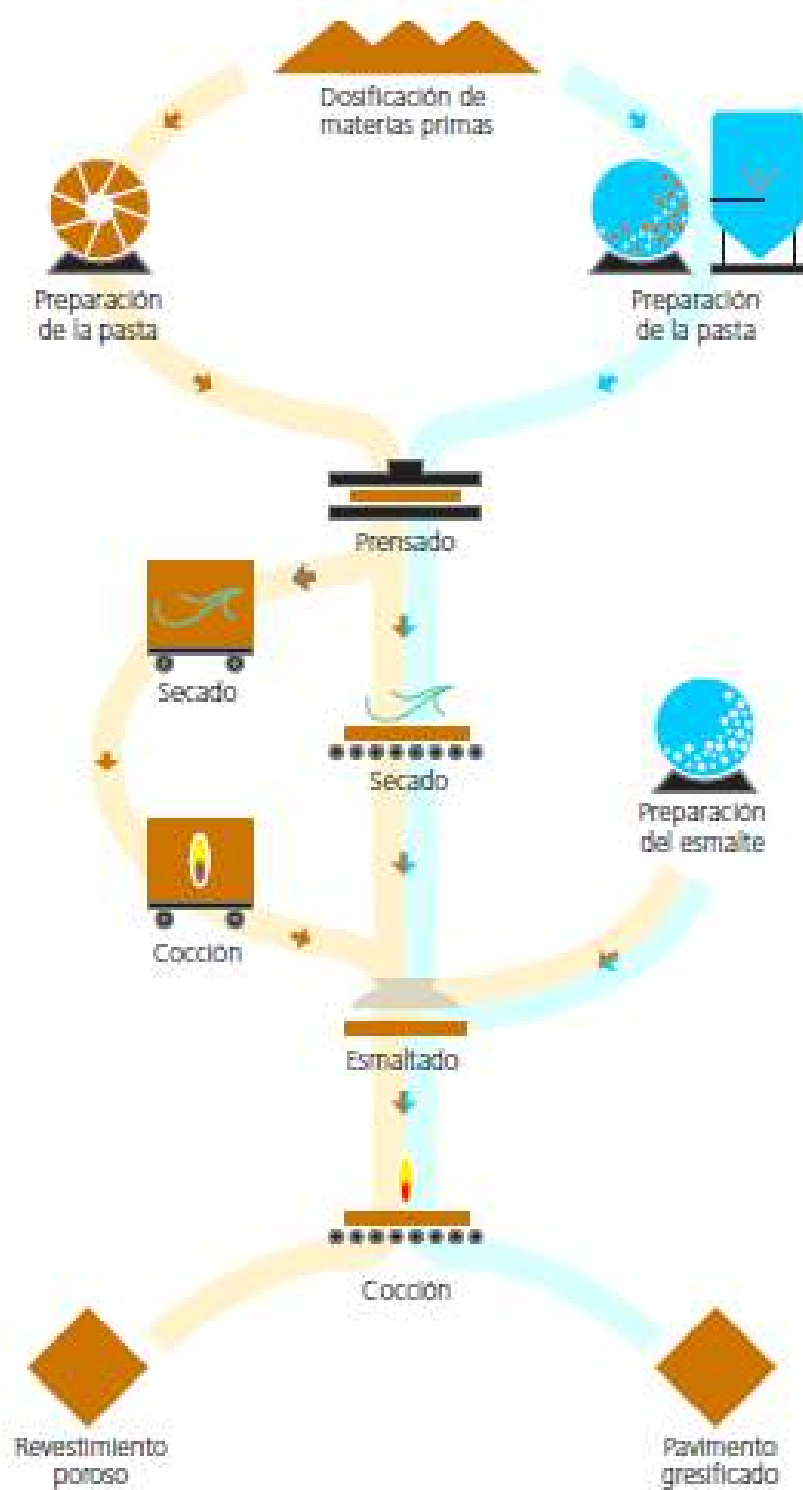 Dosificación de
materias primas
Preparación
de la pasta
Preparación
de la pasta
Prensado
Secado
Secado
Preparación
del esmalte
Cocción
Esmaltado
Cocción
Revestimiento
poroso
Pavimento
gresificado